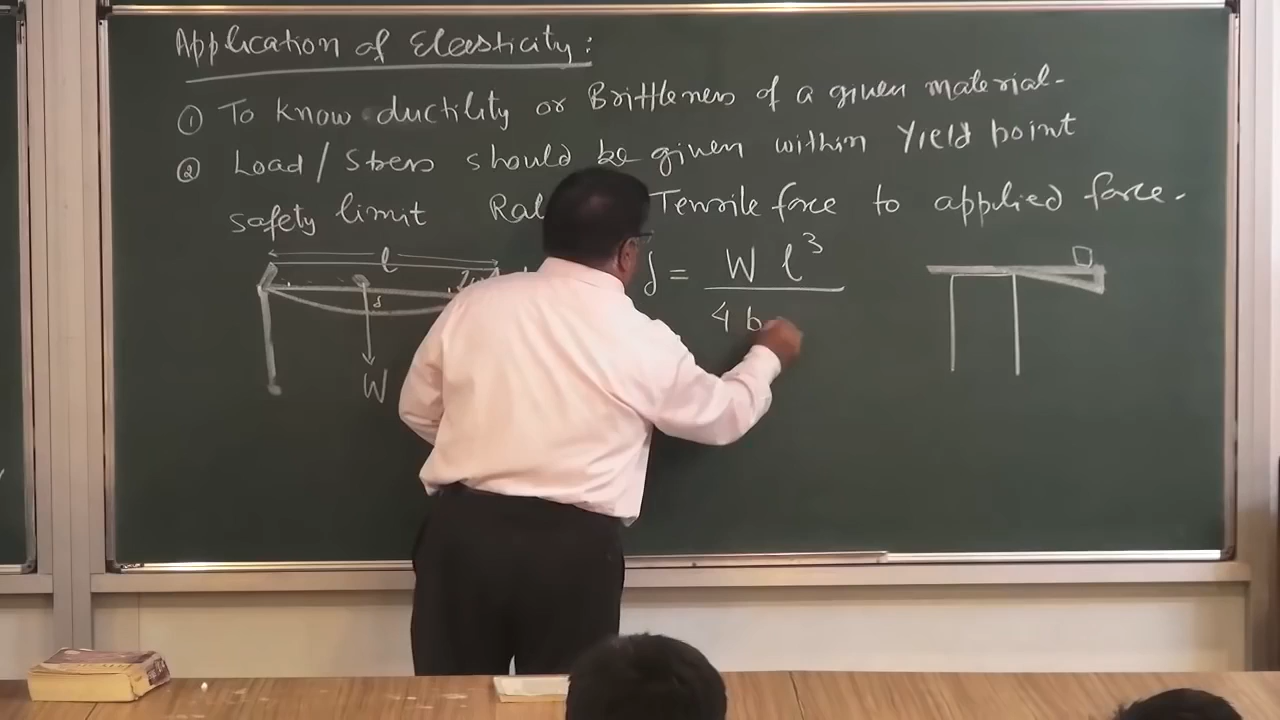 Application of Elasticity:
① To know ductility or Brittleness of a given material-
② Load/Stress should be given within Yield point
safety limit Tensile force to applied force.
l
δ
W
δ = W l³
4 b